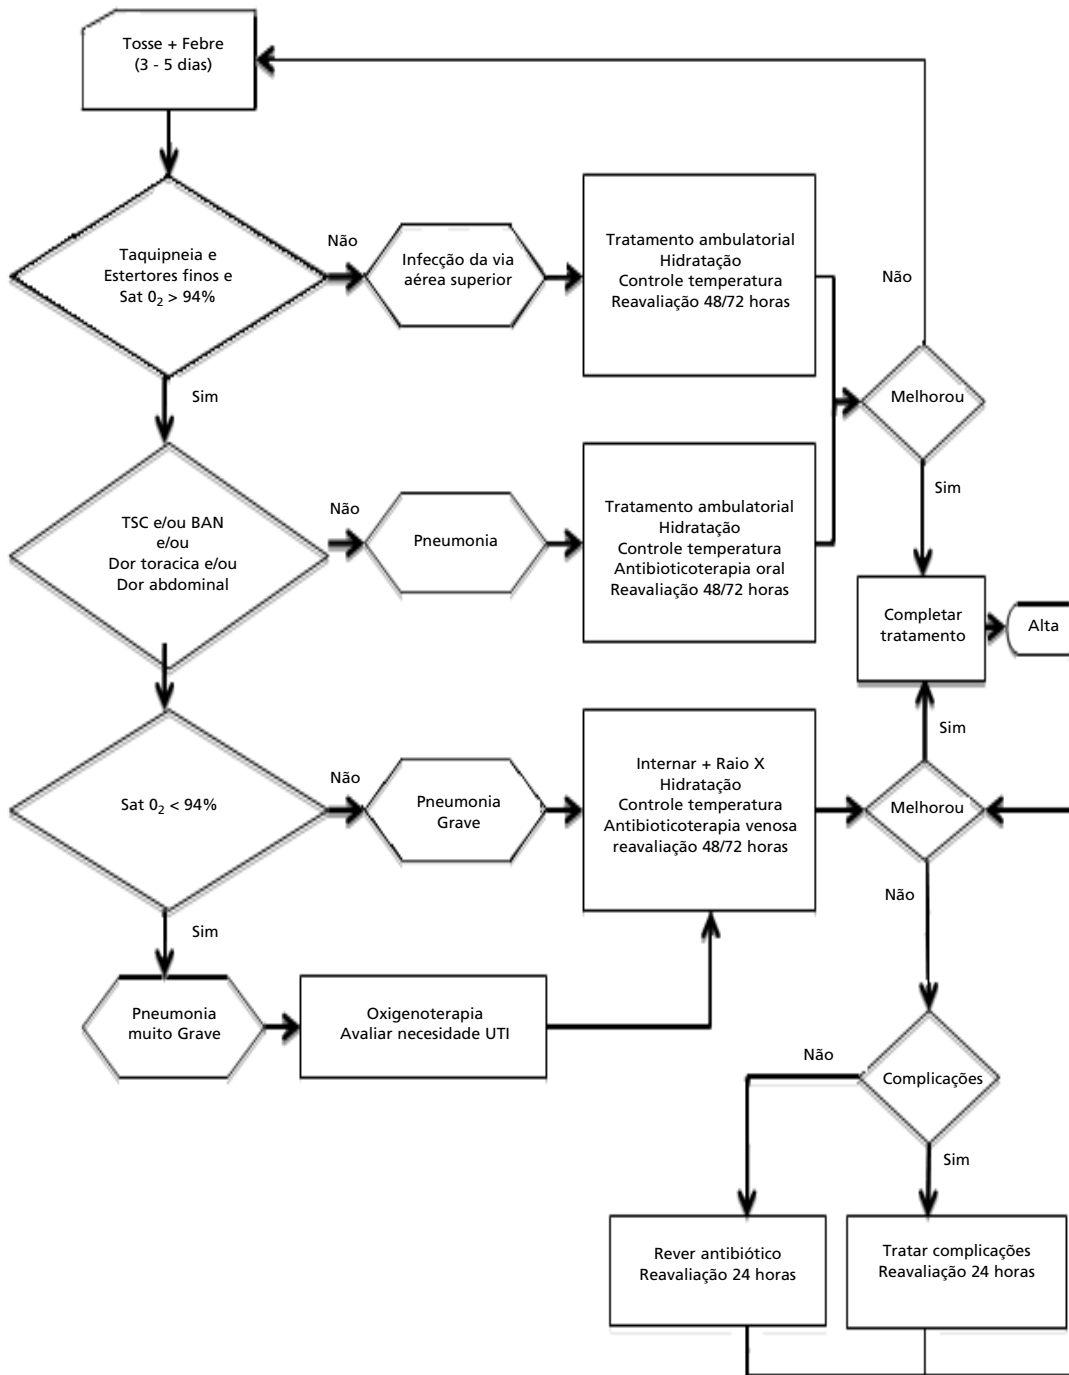 Tosse + Febre
(3 - 5 dias)
Taquipneia e
Estertores finos e
Sat 0₂ > 94%
Não
Infecção da via
aérea superior
Tratamento ambulatorial
Hidratação
Controle temperatura
Reavaliação 48/72 horas
Não
Melhorou
Sim
Sim
TSC e/ou BAN
e/ou
Dor toracica e/ou
Dor abdominal
Não
Pneumonia
Tratamento ambulatorial
Hidratação
Controle temperatura
Antibioticoterapia oral
Reavaliação 48/72 horas
Completar
tratamento
Alta
Sim
Sat 0₂ < 94%
Não
Pneumonia
Grave
Internar + Raio X
Hidratação
Controle temperatura
Antibioticoterapia venosa
reavaliação 48/72 horas
Melhorou
Não
Sim
Pneumonia
muito Grave
Oxigenoterapia
Avaliar necesidade UTI
Não
Complicações
Sim
Rever antibiótico
Reavaliação 24 horas
Tratar complicações
Reavaliação 24 horas